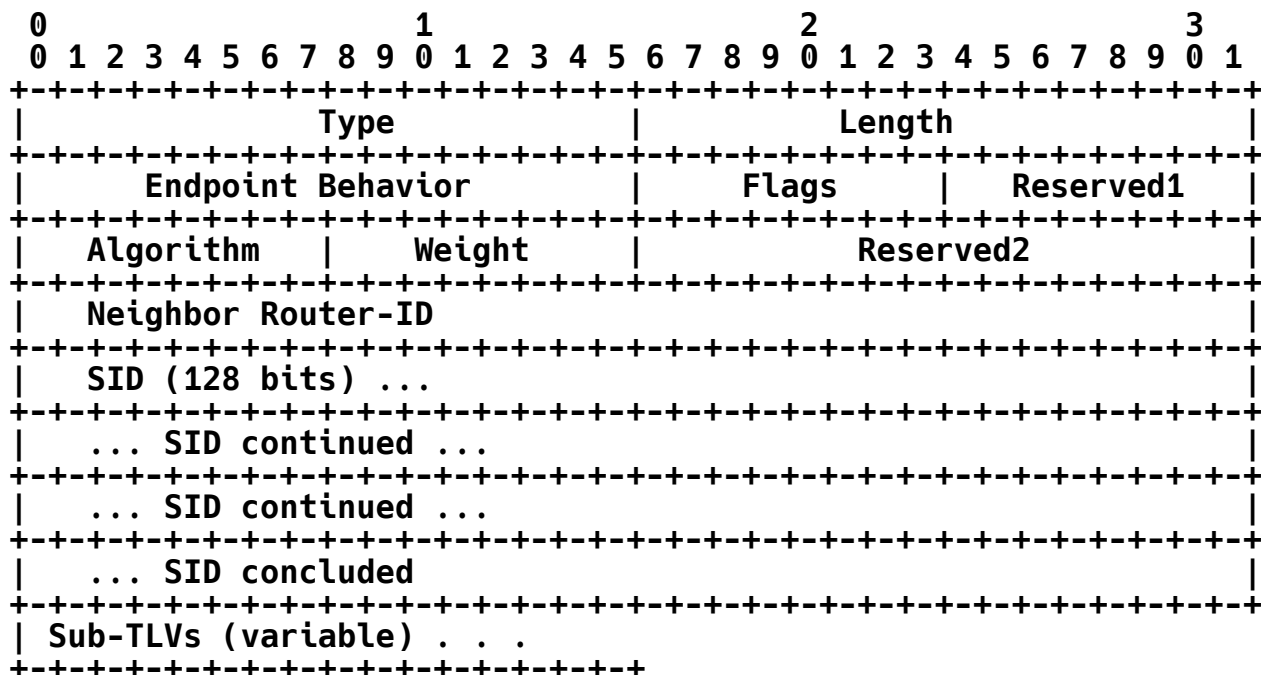 0                   1                   2                   3
 0 1 2 3 4 5 6 7 8 9 0 1 2 3 4 5 6 7 8 9 0 1 2 3 4 5 6 7 8 9 0 1
+-+-+-+-+-+-+-+-+-+-+-+-+-+-+-+-+-+-+-+-+-+-+-+-+-+-+-+-+-+-+-+-+
|               Type            |          Length               |
+-+-+-+-+-+-+-+-+-+-+-+-+-+-+-+-+-+-+-+-+-+-+-+-+-+-+-+-+-+-+-+-+
|      Endpoint Behavior        |     Flags     |   Reserved1   |
+-+-+-+-+-+-+-+-+-+-+-+-+-+-+-+-+-+-+-+-+-+-+-+-+-+-+-+-+-+-+-+-+
|   Algorithm   |    Weight     |           Reserved2           |
+-+-+-+-+-+-+-+-+-+-+-+-+-+-+-+-+-+-+-+-+-+-+-+-+-+-+-+-+-+-+-+-+
|   Neighbor Router-ID                                          |
+-+-+-+-+-+-+-+-+-+-+-+-+-+-+-+-+-+-+-+-+-+-+-+-+-+-+-+-+-+-+-+-+
|   SID (128 bits) ...                                          |
+-+-+-+-+-+-+-+-+-+-+-+-+-+-+-+-+-+-+-+-+-+-+-+-+-+-+-+-+-+-+-+-+
|   ... SID continued ...                                       |
+-+-+-+-+-+-+-+-+-+-+-+-+-+-+-+-+-+-+-+-+-+-+-+-+-+-+-+-+-+-+-+-+
|   ... SID continued ...                                       |
+-+-+-+-+-+-+-+-+-+-+-+-+-+-+-+-+-+-+-+-+-+-+-+-+-+-+-+-+-+-+-+-+
|   ... SID concluded                                           |
+-+-+-+-+-+-+-+-+-+-+-+-+-+-+-+-+-+-+-+-+-+-+-+-+-+-+-+-+-+-+-+-+
| Sub-TLVs (variable) . . .
+-+-+-+-+-+-+-+-+-+-+-+-+-+-+-+-+